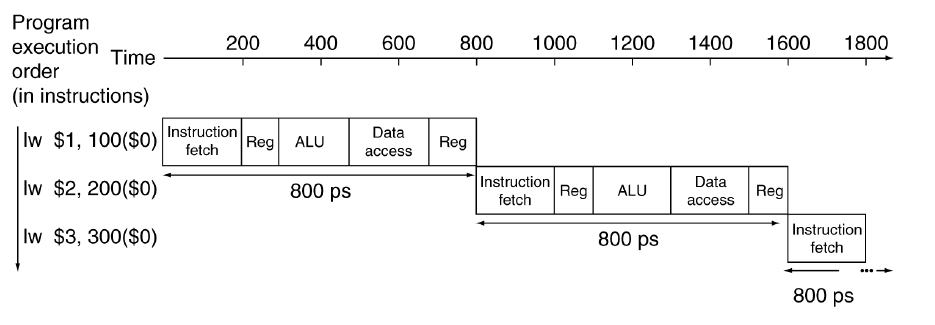 Program
execution
order
(in instructions)
Time
200 400 600 800 1000 1200 1400 1600 1800
lw $1, 100($0)
Instruction
fetch
Reg
ALU
Data
access
Reg
800 ps
lw $2, 200($0)
Instruction
fetch
Reg
ALU
Data
access
Reg
800 ps
lw $3, 300($0)
Instruction
fetch
...
800 ps